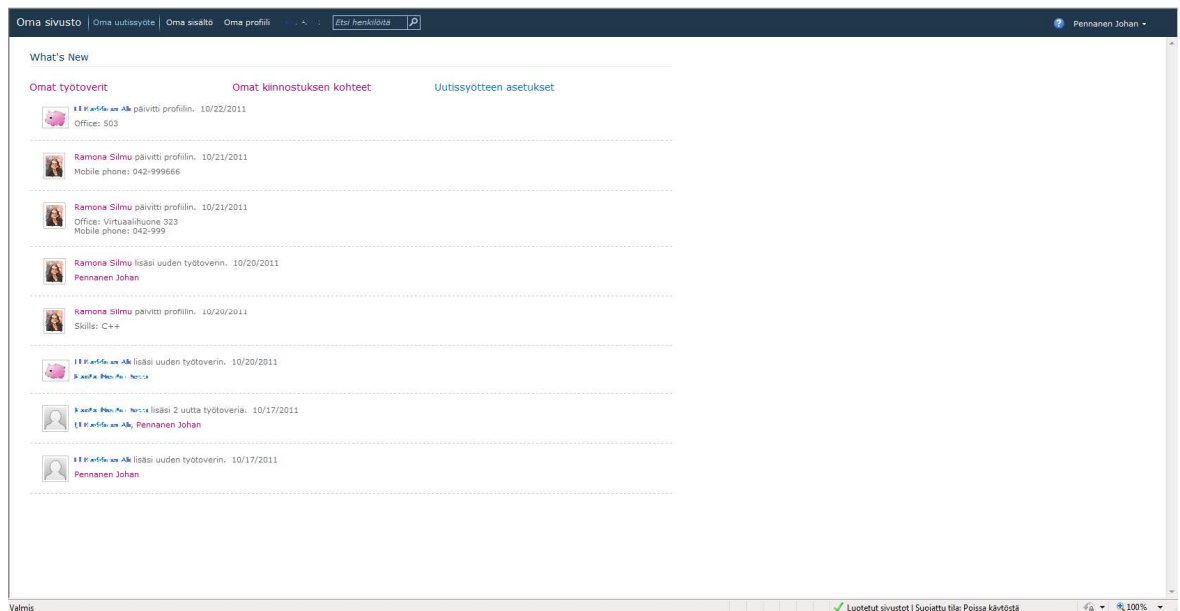 Oma sivusto Oma uutissyöte Oma sisältö Oma profiili Etsi henkilöitä Pennanen Johan
What's New
Omat työtoverit Omat kiinnostuksen kohteet Uutissyötteen asetukset
päivitti profiilin. 10/22/2011
Office: 503
Ramona Silmu päivitti profiilin. 10/21/2011
Mobile phone: 042-999666
Ramona Silmu päivitti profiilin. 10/21/2011
Office: Virtuaalihuone 323
Mobile phone: 042-999
Ramona Silmu lisäsi uuden työtoverin. 10/20/2011
Pennanen Johan
Ramona Silmu päivitti profiilin. 10/20/2011
Skills: C++
lisäsi uuden työtoverin. 10/20/2011
lisäsi 2 uutta työtoveria. 10/17/2011
, Pennanen Johan
lisäsi uuden työtoverin. 10/17/2011
Pennanen Johan
Valmis Luotetut sivustot | Suojattu tila: Poissa käytöstä 100%